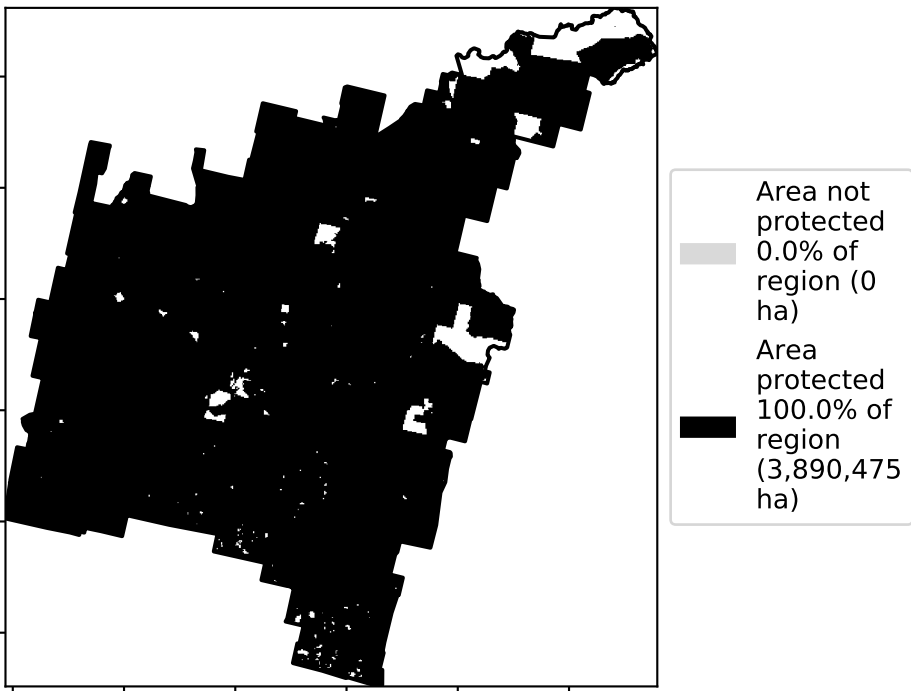 Area not
protected
0.0% of
region (0
ha)
Area
protected
100.0% of
region
(3,890,475
ha)